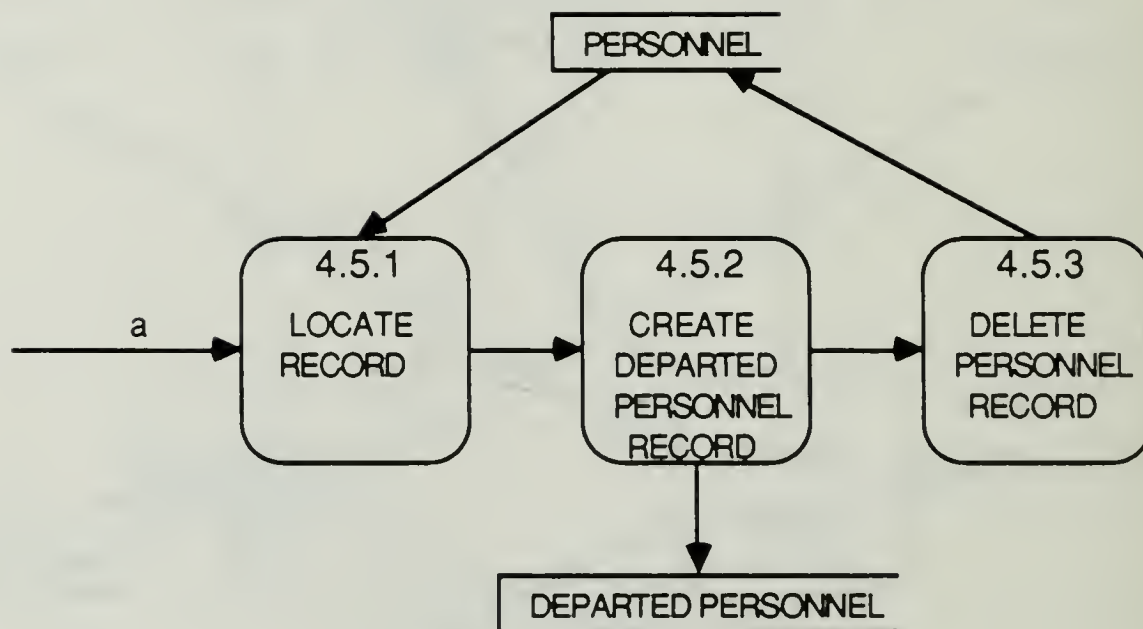 PERSONNEL
a
4.5.1
LOCATE
RECORD
4.5.2
CREATE
DEPARTED
PERSONNEL
RECORD
4.5.3
DELETE
PERSONNEL
RECORD
DEPARTED PERSONNEL